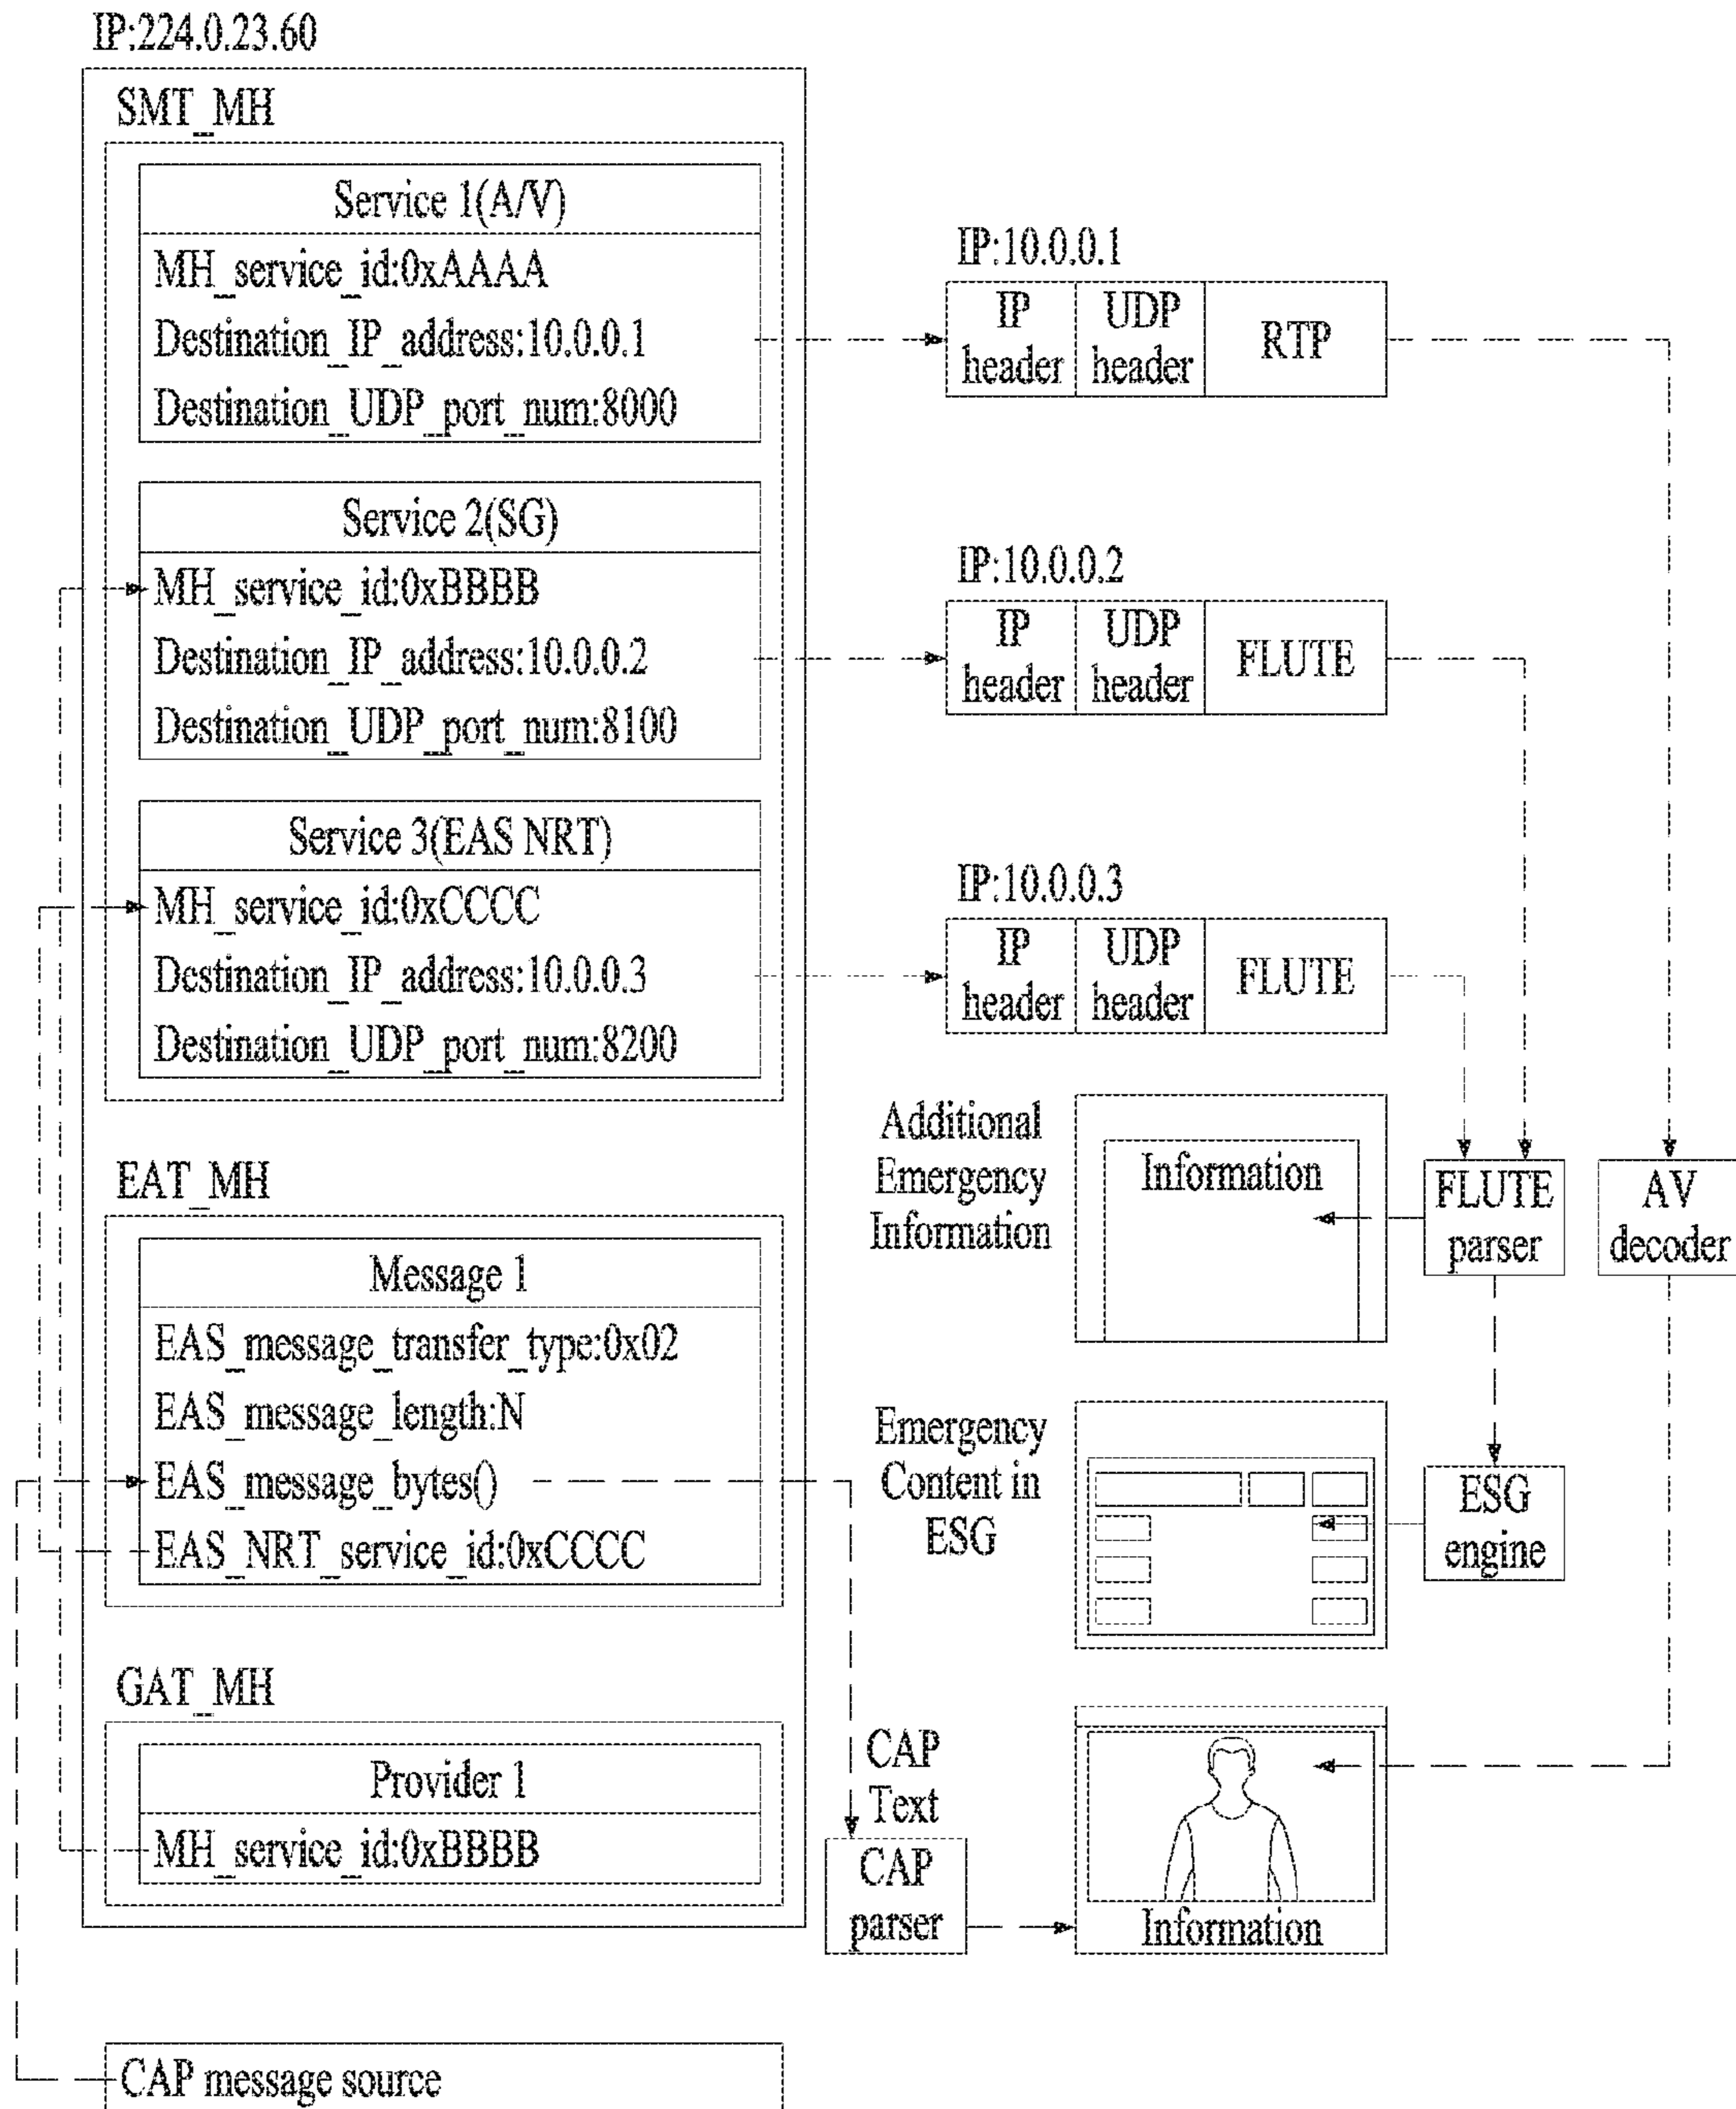 IP:224.0.23.60
SMT_MH
Service 1(A/V)
MH_service_id:0xAAAA
Destination_IP_address:10.0.0.1
Destination_UDP_port_num:8000
Service 2(SG)
MH_service_id:0xBBBB
Destination_IP_address:10.0.0.2
Destination_UDP_port_num:8100
Service 3(EAS NRT)
MH_service_id:0xCCCC
Destination_IP_address:10.0.0.3
Destination_UDP_port_num:8200
EAT_MH
Message 1
EAS_message_transfer_type:0x02
EAS_message_length:N
EAS_message_bytes()
EAS_NRT_service_id:0xCCCC
GAT_MH
Provider 1
MH_service_id:0xBBBB
CAP message source
IP:10.0.0.1
IP
header
UDP
header
RTP
IP:10.0.0.2
IP
header
UDP
header
FLUTE
IP:10.0.0.3
IP
header
UDP
header
FLUTE
Additional
Emergency
Information
Information
FLUTE
parser
AV
decoder
Emergency
Content in
ESG
ESG
engine
CAP
Text
CAP
parser
Information